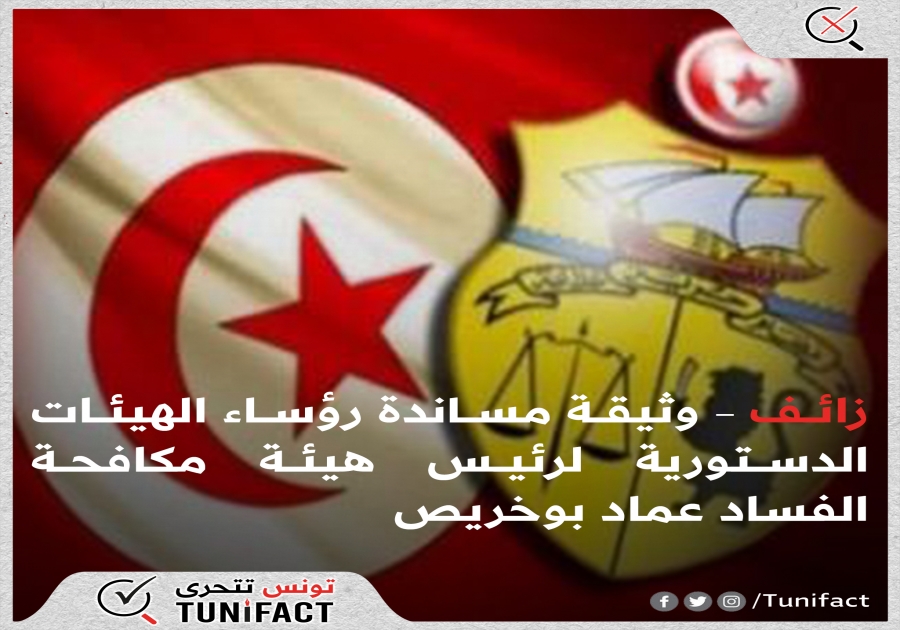 زائف – وثيقة مساندة رؤساء الهيئات
الدستورية لرئيس هيئة مكافحة
الفساد عماد بوخريص
تونس تتحرى
TUNiFACT
/Tunifact